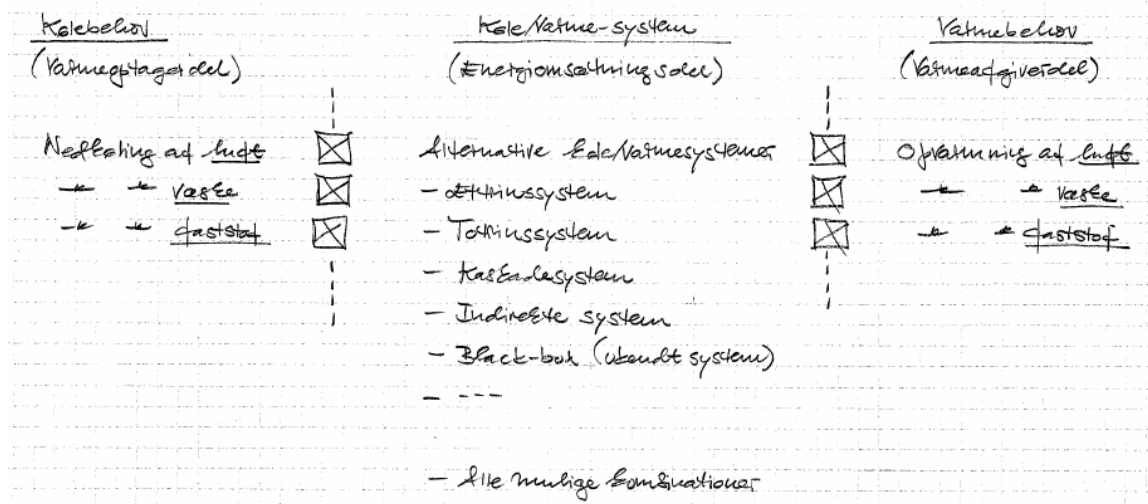 Kølebehov
(Varmeoptagerdel)
Nedkøling af luft
-"- -"- væske
-"- -"- faststof
Køle/Varme-system
(Energiomsætningsdel)
Alternative køle/varmesystemer
- Ettrinssystem
- Totrinssystem
- Kaskadesystem
- Indirekte system
- Black-box (ukendt system)
- ---
- Alle mulige kombinationer
Varmebehov
(Varmeafgiverdel)
Opvarmning af luft
-"- -"- væske
-"- -"- faststof